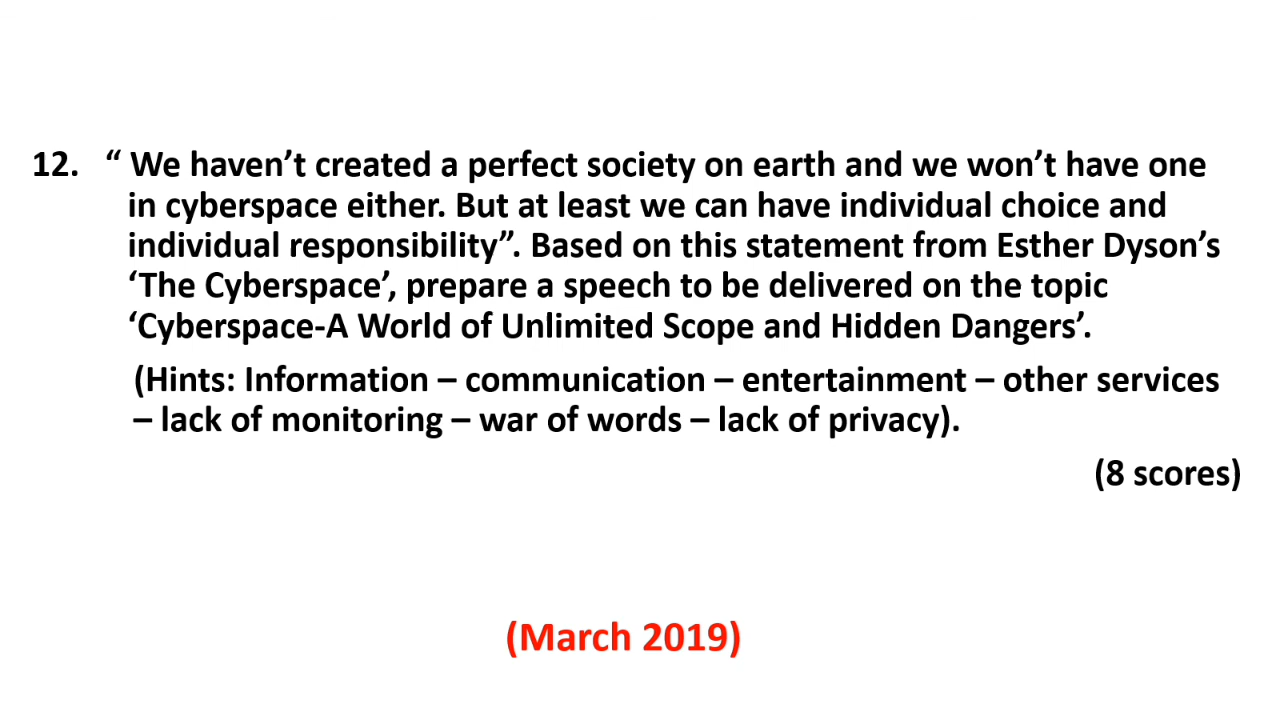 12. “ We haven’t created a perfect society on earth and we won’t have one
in cyberspace either. But at least we can have individual choice and
individual responsibility”. Based on this statement from Esther Dyson’s
‘The Cyberspace’, prepare a speech to be delivered on the topic
‘Cyberspace-A World of Unlimited Scope and Hidden Dangers’.
(Hints: Information – communication – entertainment – other services
– lack of monitoring – war of words – lack of privacy).
(8 scores)
(March 2019)